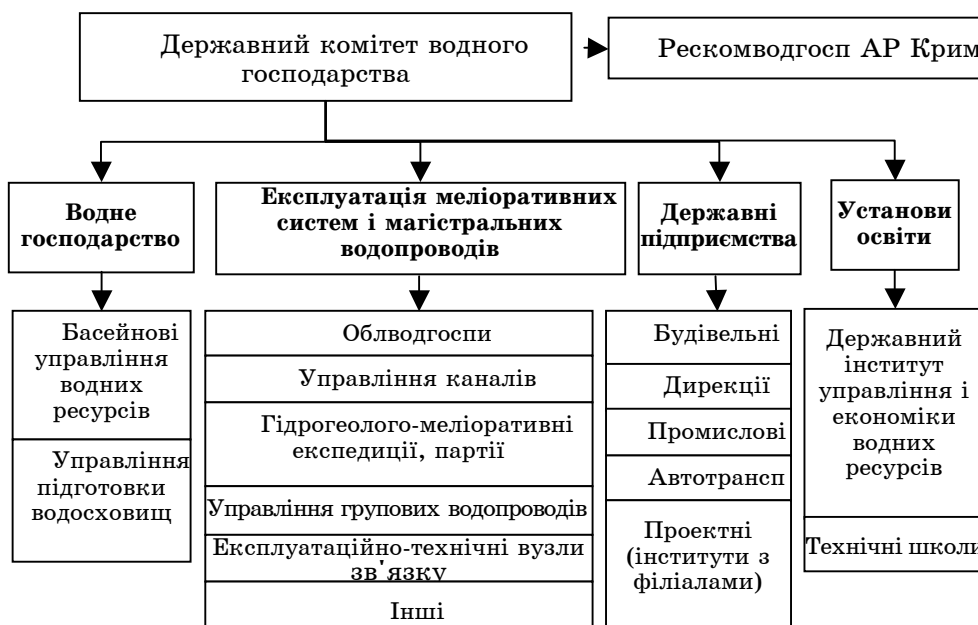 Державний комітет водного
господарства
Рескомводгосп АР Крим
Водне
господарство
Експлуатація меліоративних
систем і магістральних
водопроводів
Державні
підприємства
Установи
освіти
Басейнові
управління
водних
ресурсів
Управління
підготовки
водосховищ
Облводгоспи
Управління каналів
Гідрогеолого-меліоративні
експедиції, партії
Управління групових водопроводів
Експлуатаційно-технічні вузли
зв'язку
Інші
Будівельні
Дирекції
Промислові
Автотрансп
Проектні
(інститути з
філіалами)
Державний
інститут
управління і
економіки
водних
ресурсів
Технічні школи